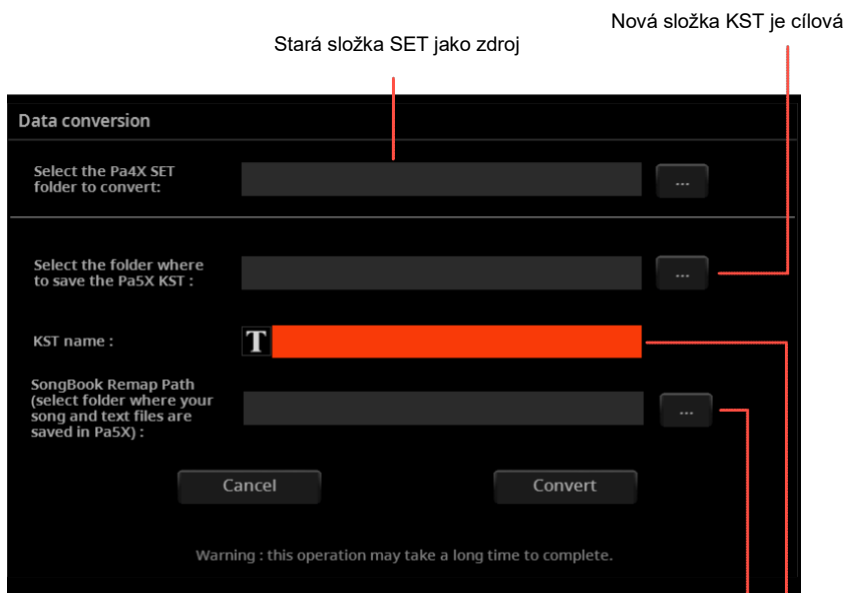 Nová složka KST je cílová
Stará složka SET jako zdroj
Data conversion
Select the Pa4X SET
folder to convert:
...
Select the folder where
to save the Pa5X KST :
...
KST name :
T
SongBook Remap Path
(select folder where your
song and text files are
saved in Pa5X) :
...
Cancel
Convert
Warning : this operation may take a long time to complete.